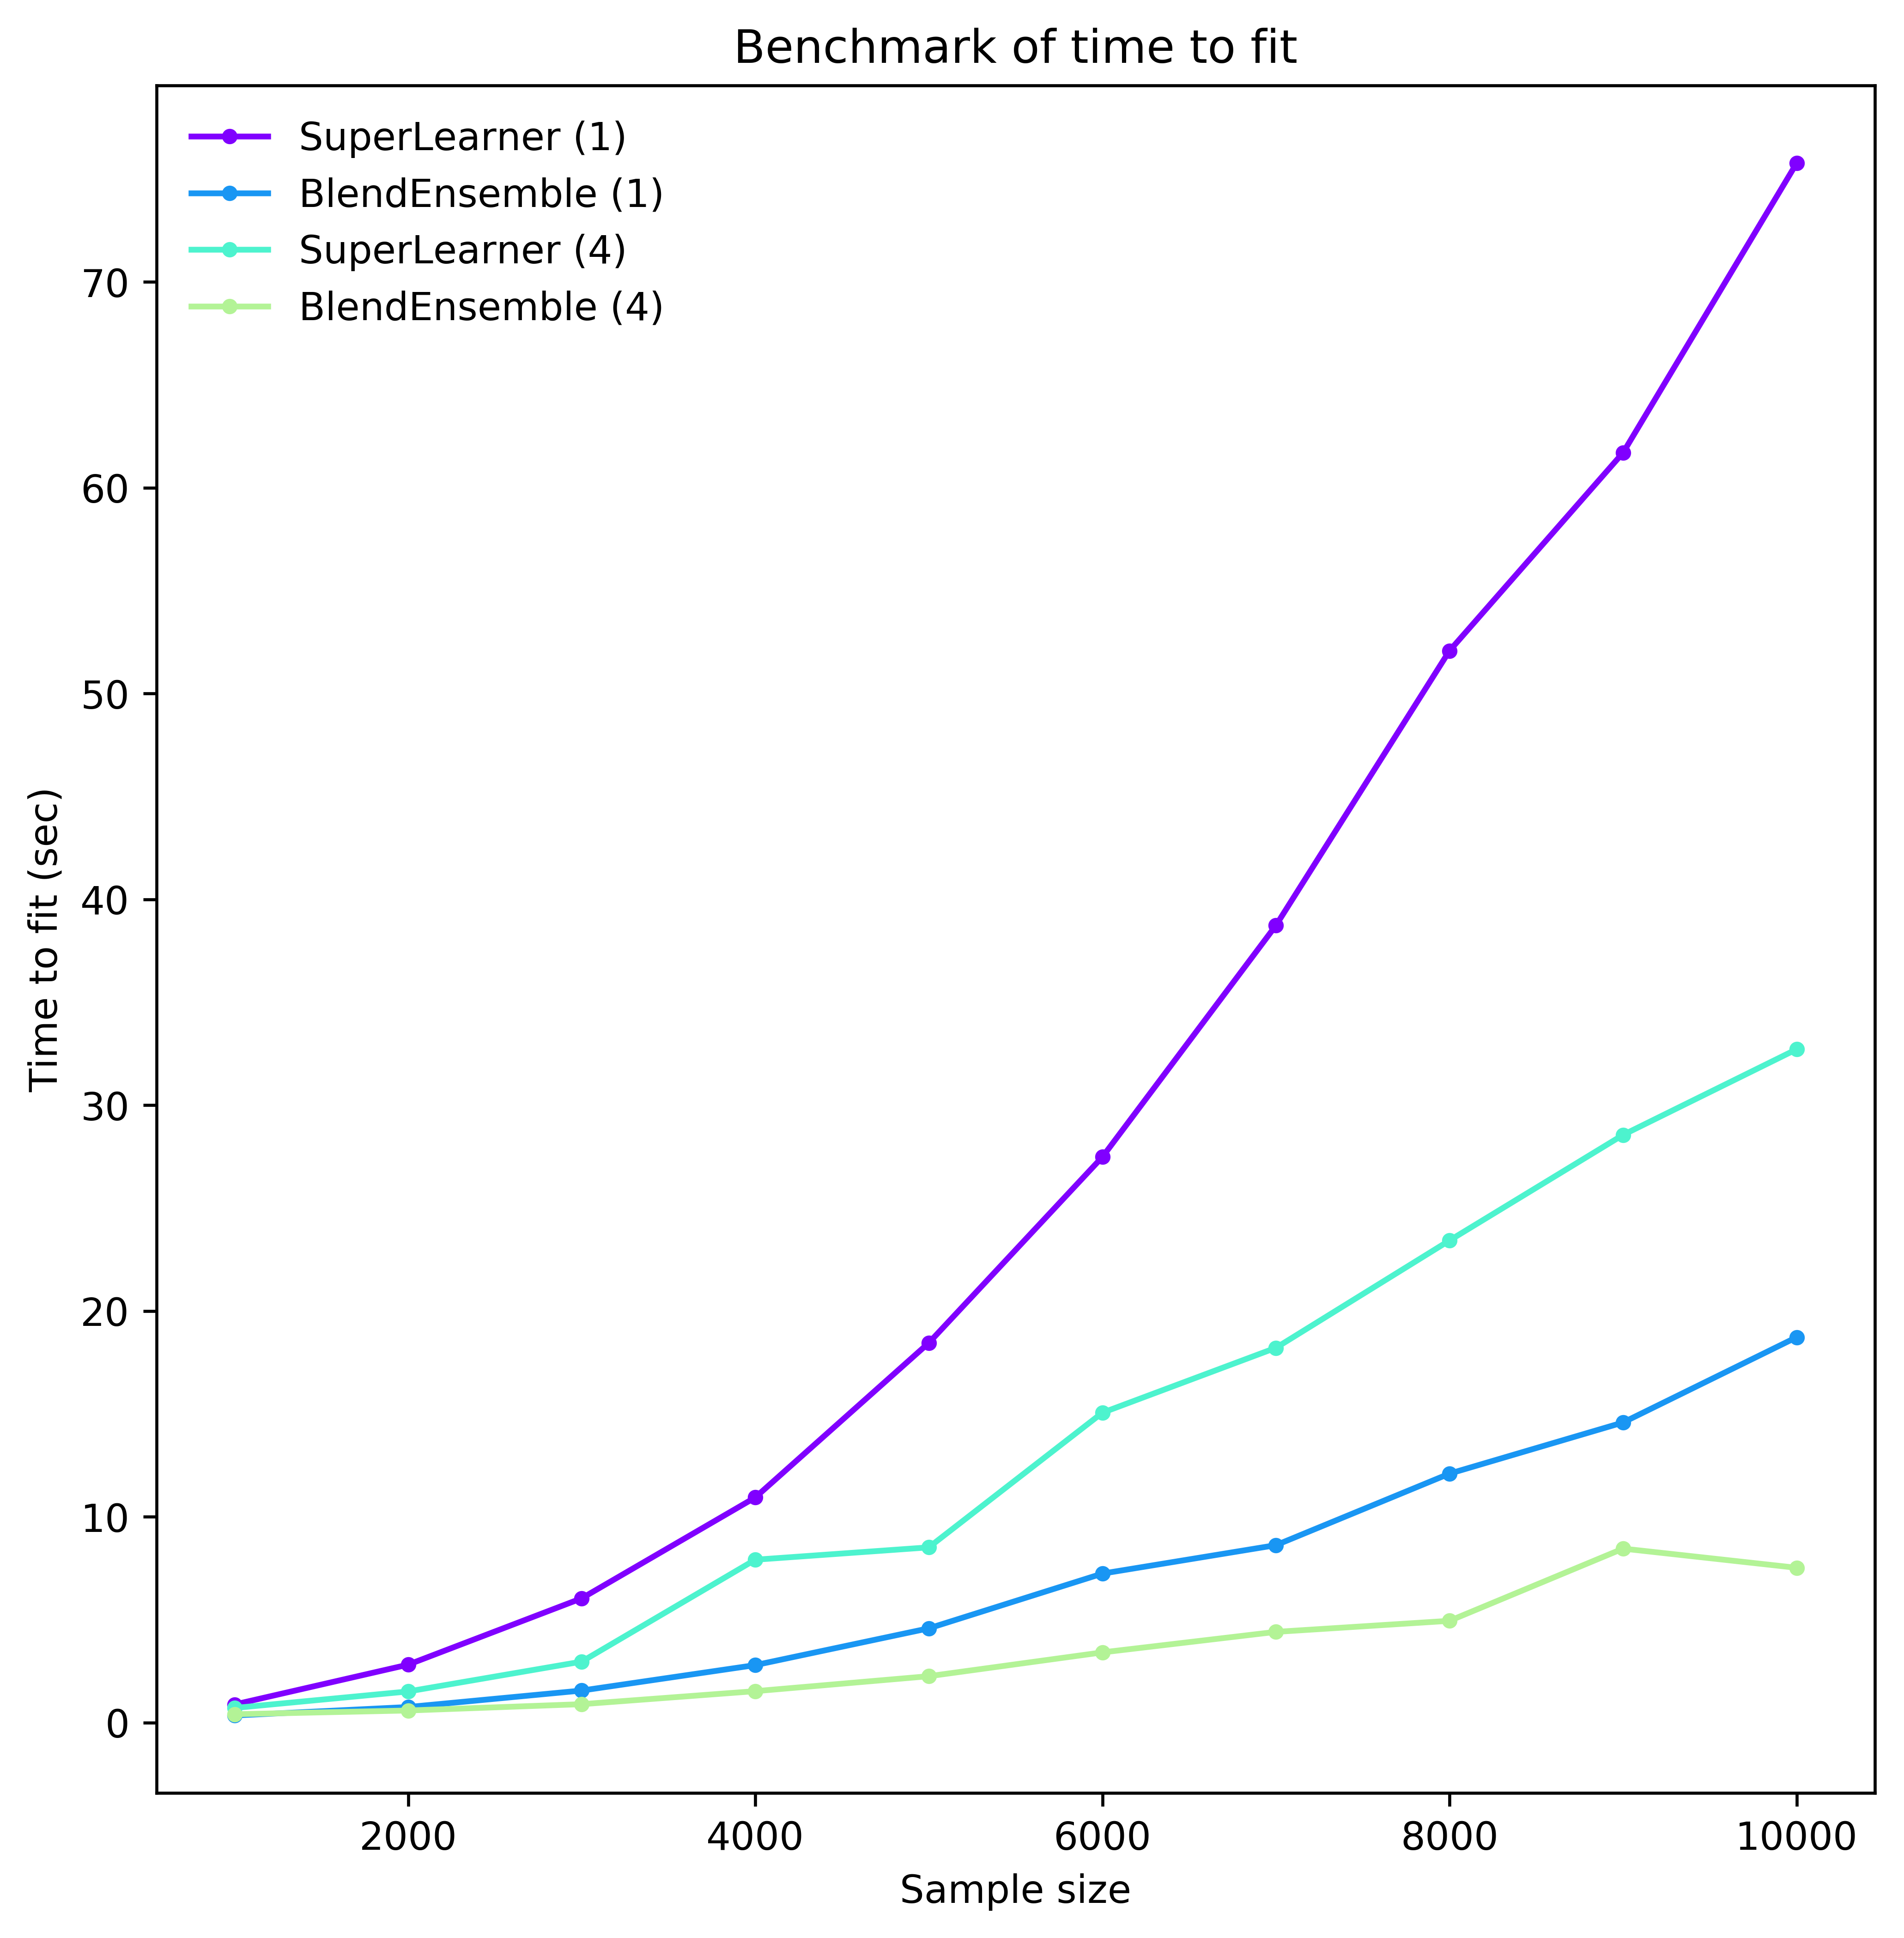 Benchmark of time to fit
SuperLearner (1)
BlendEnsemble (1)
SuperLearner (4)
BlendEnsemble (4)
Time to fit (sec)
70
60
50
40
30
20
10
0
2000 4000 6000 8000 10000
Sample size